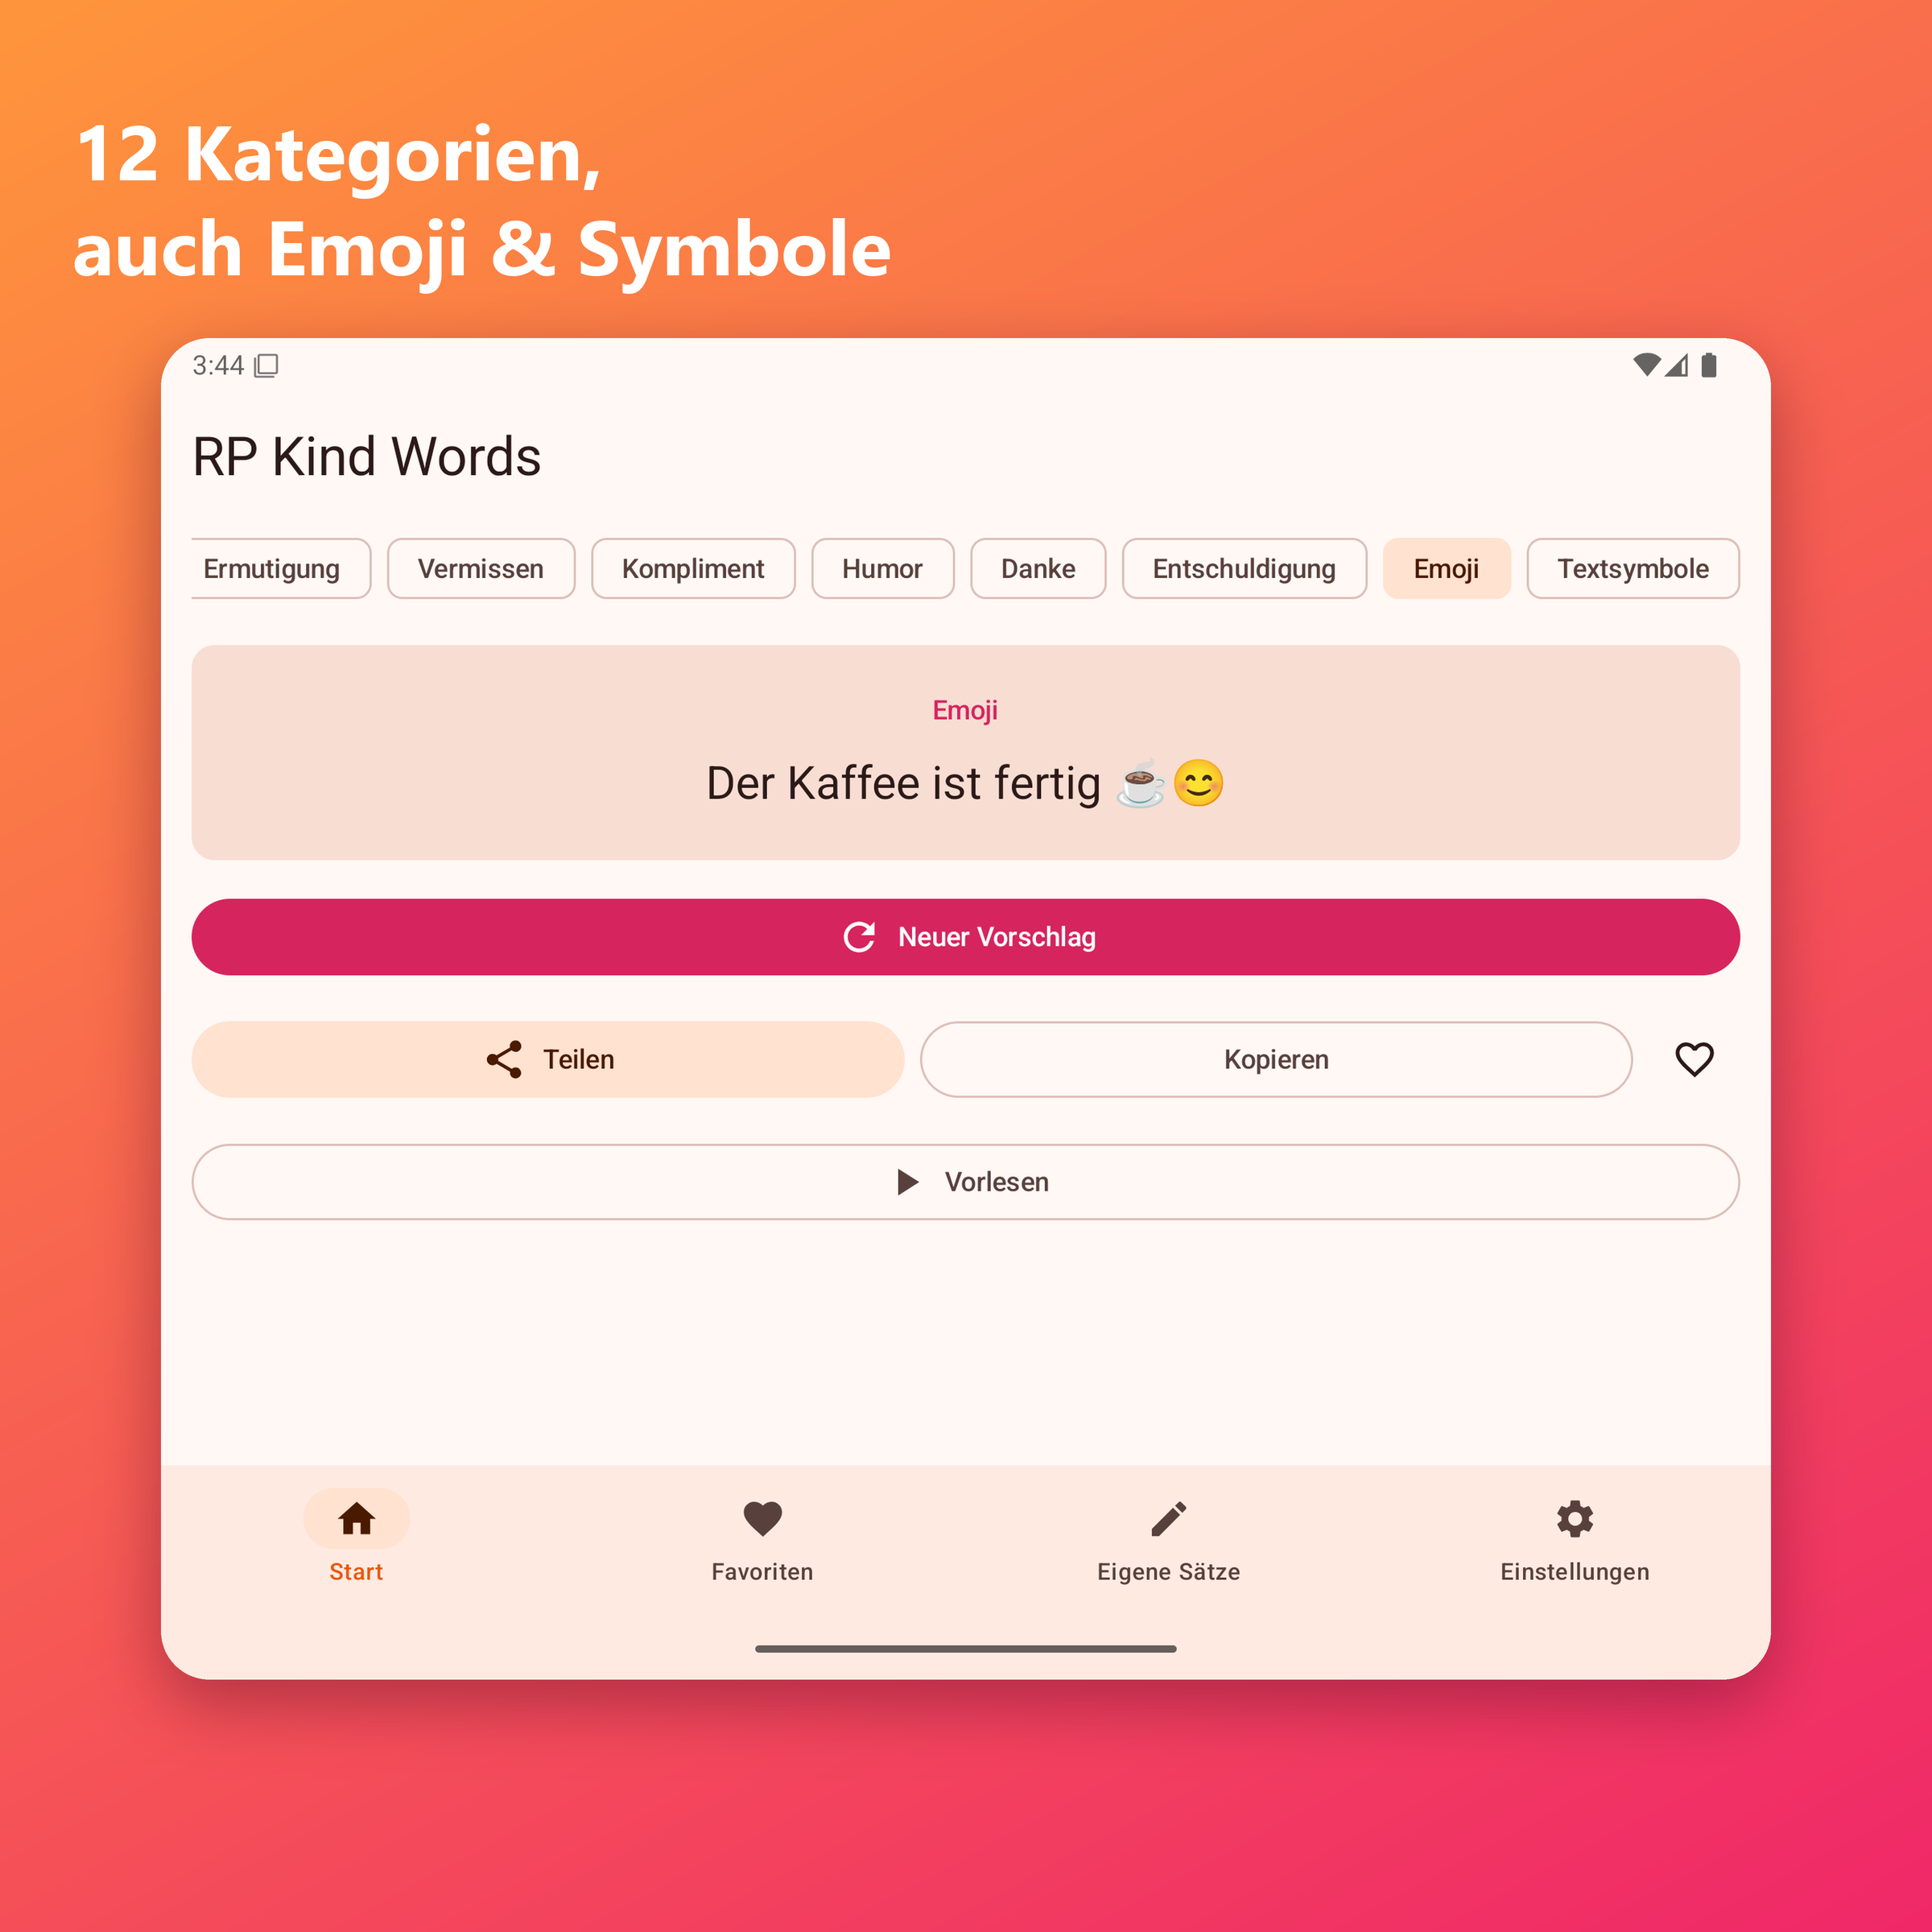 12 Kategorien,
auch Emoji & Symbole
3:44
RP Kind Words
Ermutigung Vermissen Kompliment Humor Danke Entschuldigung Emoji Textsymbole
Emoji
Der Kaffee ist fertig ☕😊
Neuer Vorschlag
Teilen Kopieren
Vorlesen
Start Favoriten Eigene Sätze Einstellungen